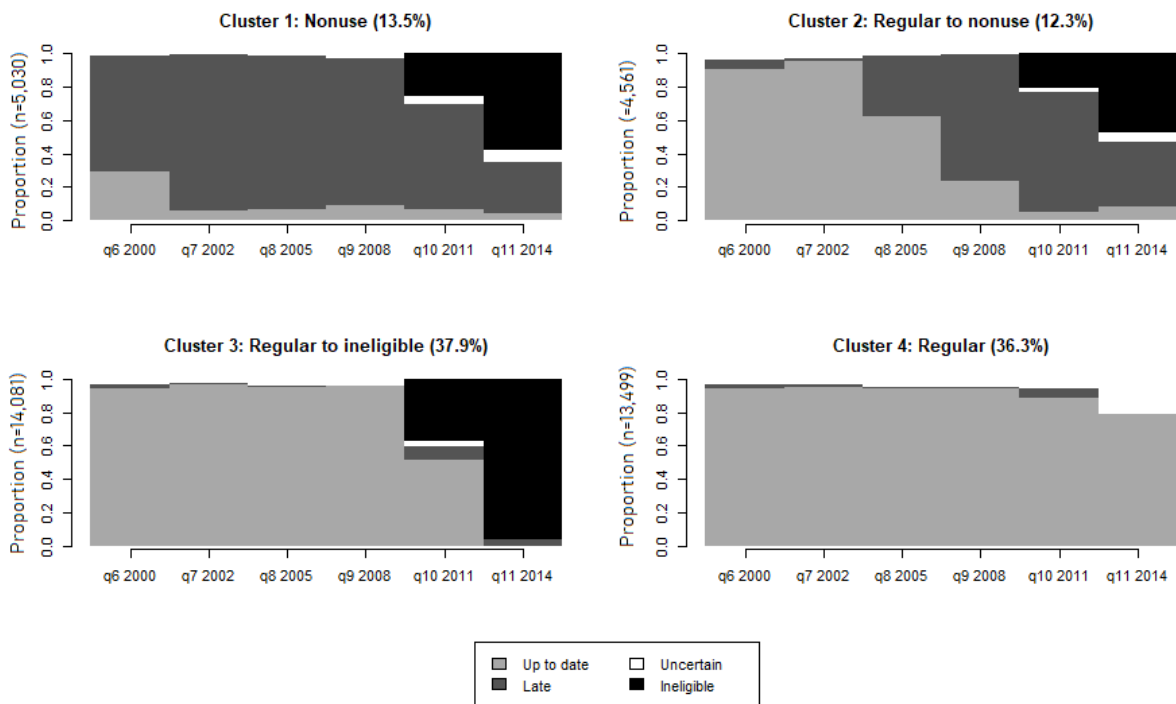 Cluster 1: Nonuse (13.5%)
Proportion (n=5,030)
0.0 0.2 0.4 0.6 0.8 1.0
q6 2000 q7 2002 q8 2005 q9 2008 q10 2011 q11 2014
Cluster 2: Regular to nonuse (12.3%)
Proportion (=4,561)
0.0 0.2 0.4 0.6 0.8 1.0
q6 2000 q7 2002 q8 2005 q9 2008 q10 2011 q11 2014
Cluster 3: Regular to ineligible (37.9%)
Proportion (n=14,081)
0.0 0.2 0.4 0.6 0.8 1.0
q6 2000 q7 2002 q8 2005 q9 2008 q10 2011 q11 2014
Cluster 4: Regular (36.3%)
Proportion (n=13,499)
0.0 0.2 0.4 0.6 0.8 1.0
q6 2000 q7 2002 q8 2005 q9 2008 q10 2011 q11 2014
Up to date Uncertain
Late Ineligible